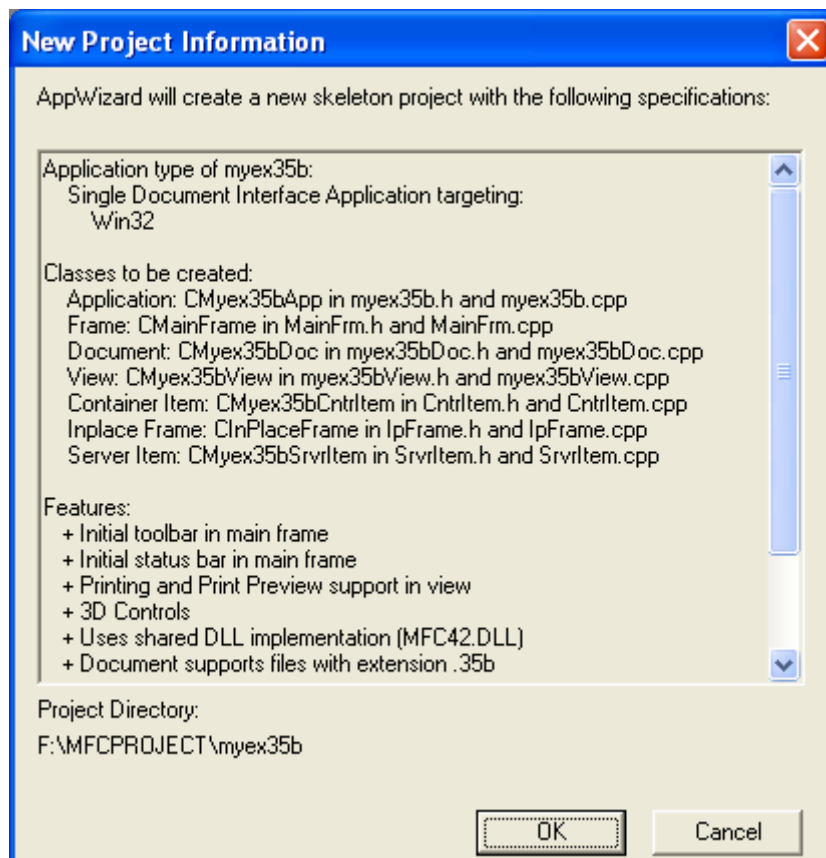 New Project Information
AppWizard will create a new skeleton project with the following specifications:
Application type of myex35b:
Single Document Interface Application targeting:
Win32
Classes to be created:
Application: CMyex35bApp in myex35b.h and myex35b.cpp
Frame: CMainFrame in MainFrm.h and MainFrm.cpp
Document: CMyex35bDoc in myex35bDoc.h and myex35bDoc.cpp
View: CMyex35bView in myex35bView.h and myex35bView.cpp
Container Item: CMyex35bCntrItem in CntrItem.h and CntrItem.cpp
Inplace Frame: CInPlaceFrame in IpFrame.h and IpFrame.cpp
Server Item: CMyex35bSrvrItem in SrvrItem.h and SrvrItem.cpp
Features:
+ Initial toolbar in main frame
+ Initial status bar in main frame
+ Printing and Print Preview support in view
+ 3D Controls
+ Uses shared DLL implementation (MFC42.DLL)
+ Document supports files with extension .35b
Project Directory:
F:\MFCPROJECT\myex35b
OK Cancel